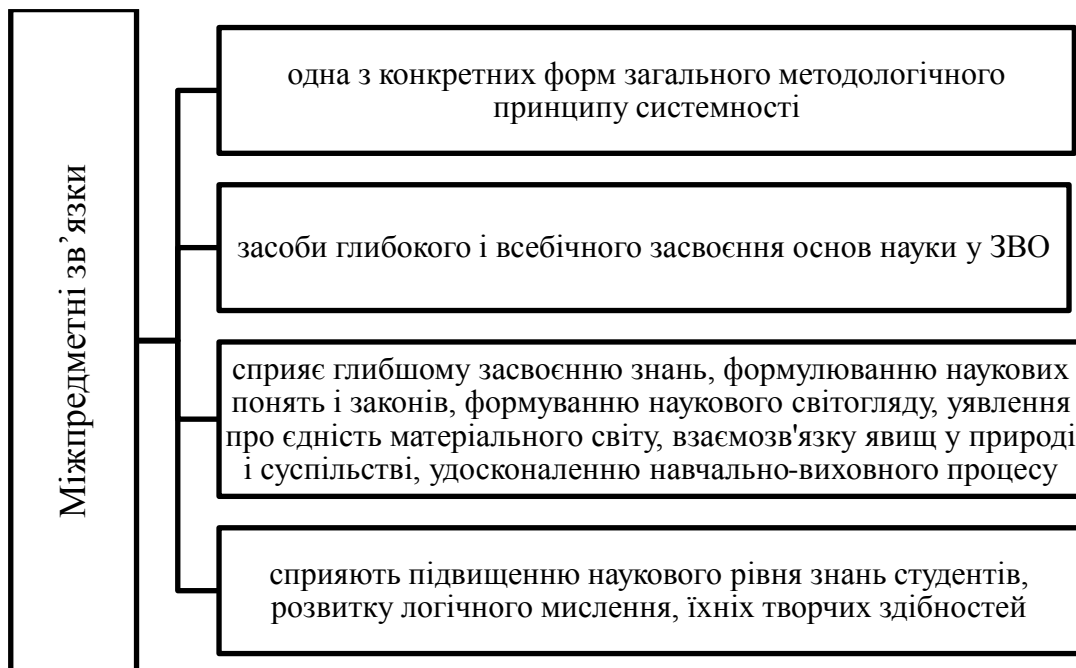 Міжпредметні зв’язки
одна з конкретних форм загального методологічного
принципу системності
засоби глибокого і всебічного засвоєння основ науки у ЗВО
сприяє глибшому засвоєнню знань, формулюванню наукових
понять і законів, формуванню наукового світогляду, уявлення
про єдність матеріального світу, взаємозв'язку явищ у природі
і суспільстві, удосконаленню навчально-виховного процесу
сприяють підвищенню наукового рівня знань студентів,
розвитку логічного мислення, їхніх творчих здібностей